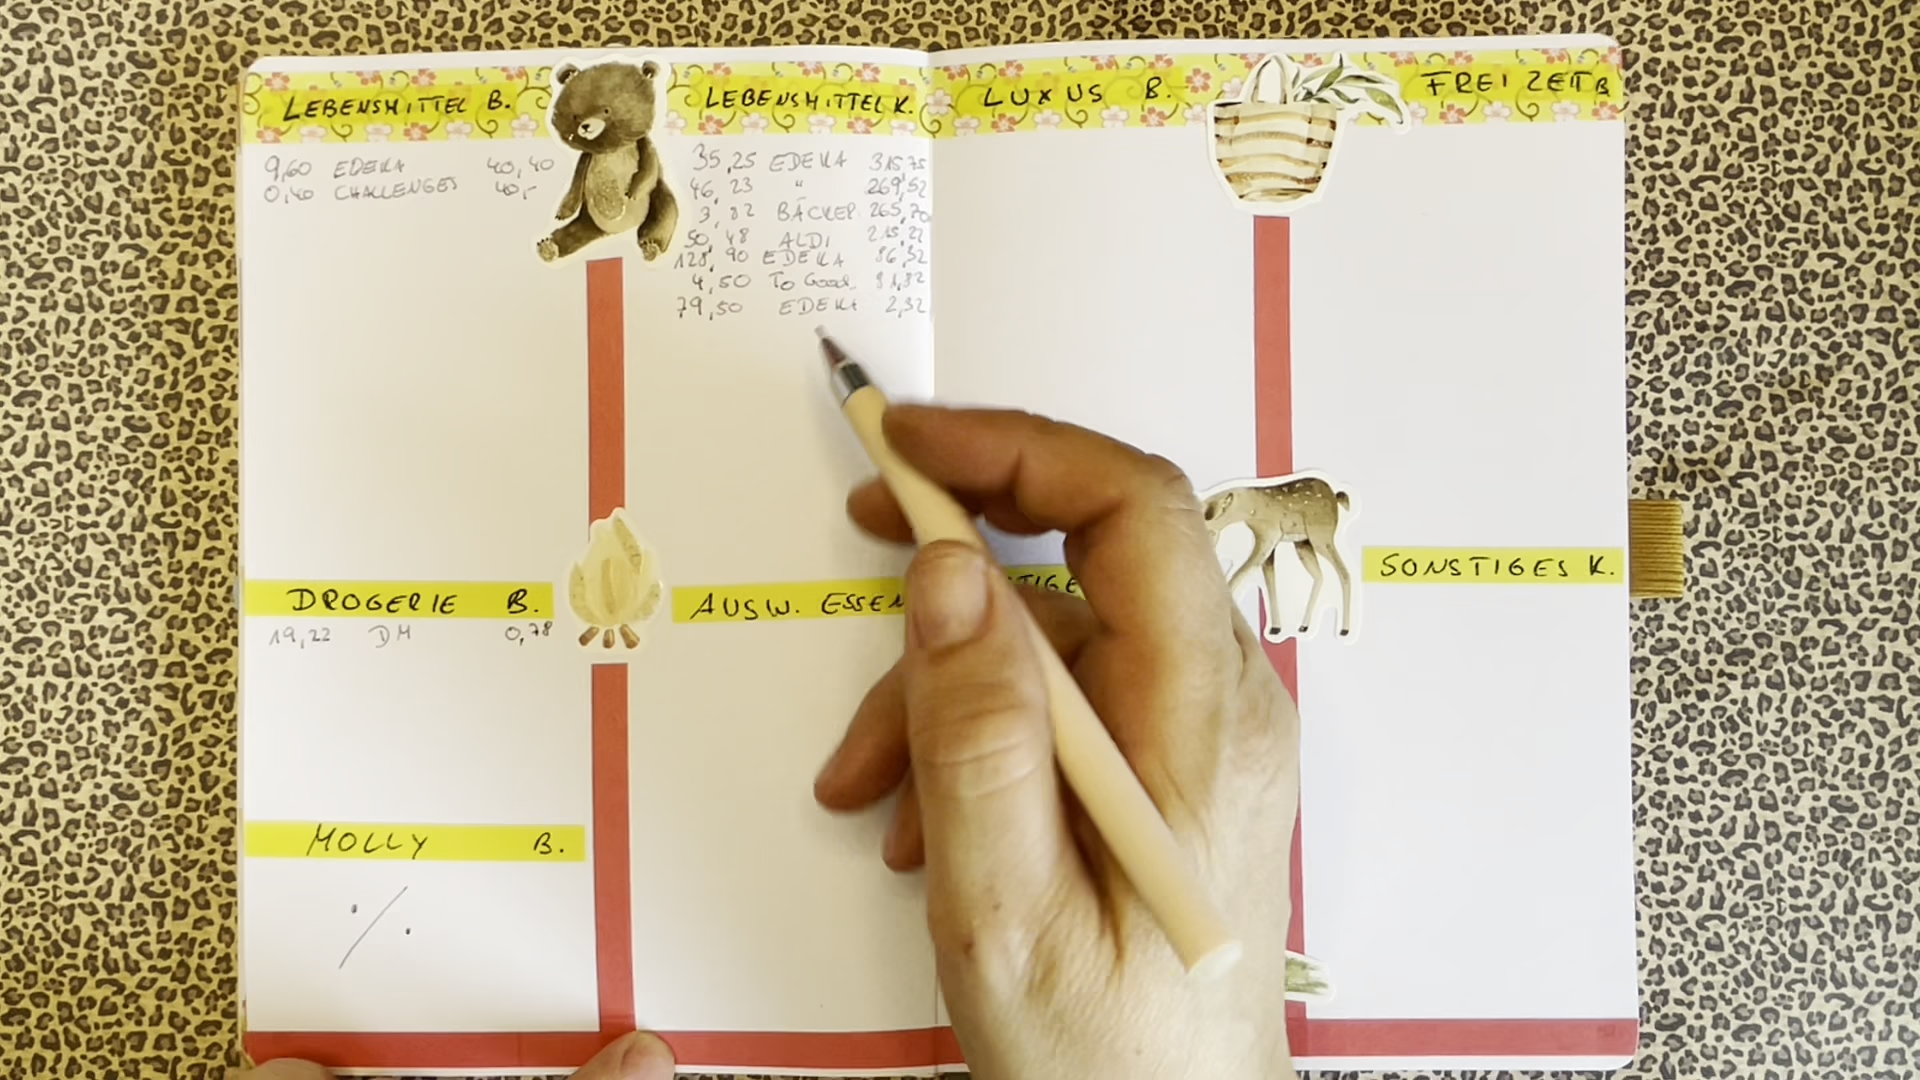 LEBENSMITTEL B.
9,60 EDEKA 40,40
0,40 CHALLENGES 40,-
DROGERIE B.
19,22 DM 0,78
MOLLY B.
LEBENSMITTEL K.
35,25 EDEKA 315,75
46,23 " 269,52
3,82 BÄCKER 265,70
50,48 ALDI 215,22
128,90 EDEKA 86,32
4,50 To Good 81,82
79,50 EDEKA 2,32
AUSW. ESSEN
LUXUS B.
FREIZEIT B
SONSTIGES K.